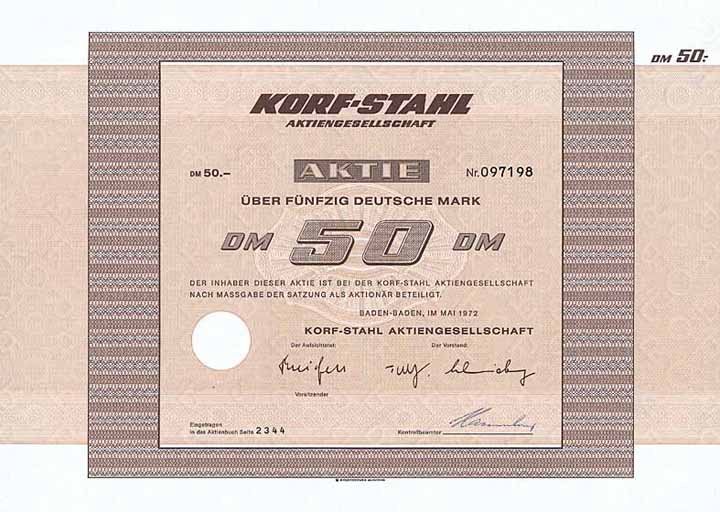 DM 50.-
KORF-STAHL
AKTIENGESELLSCHAFT
DM 50.– AKTIE Nr. 097198
ÜBER FÜNFZIG DEUTSCHE MARK
DM 50 DM
DER INHABER DIESER AKTIE IST BEI DER KORF-STAHL AKTIENGESELLSCHAFT
NACH MASSGABE DER SATZUNG ALS AKTIONÄR BETEILIGT.
BADEN-BADEN, IM MAI 1972
KORF-STAHL AKTIENGESELLSCHAFT
Der Aufsichtsrat: Der Vorstand:
Vorsitzender
Eingetragen
in das Aktienbuch Seite 2344 Kontrollbeamter